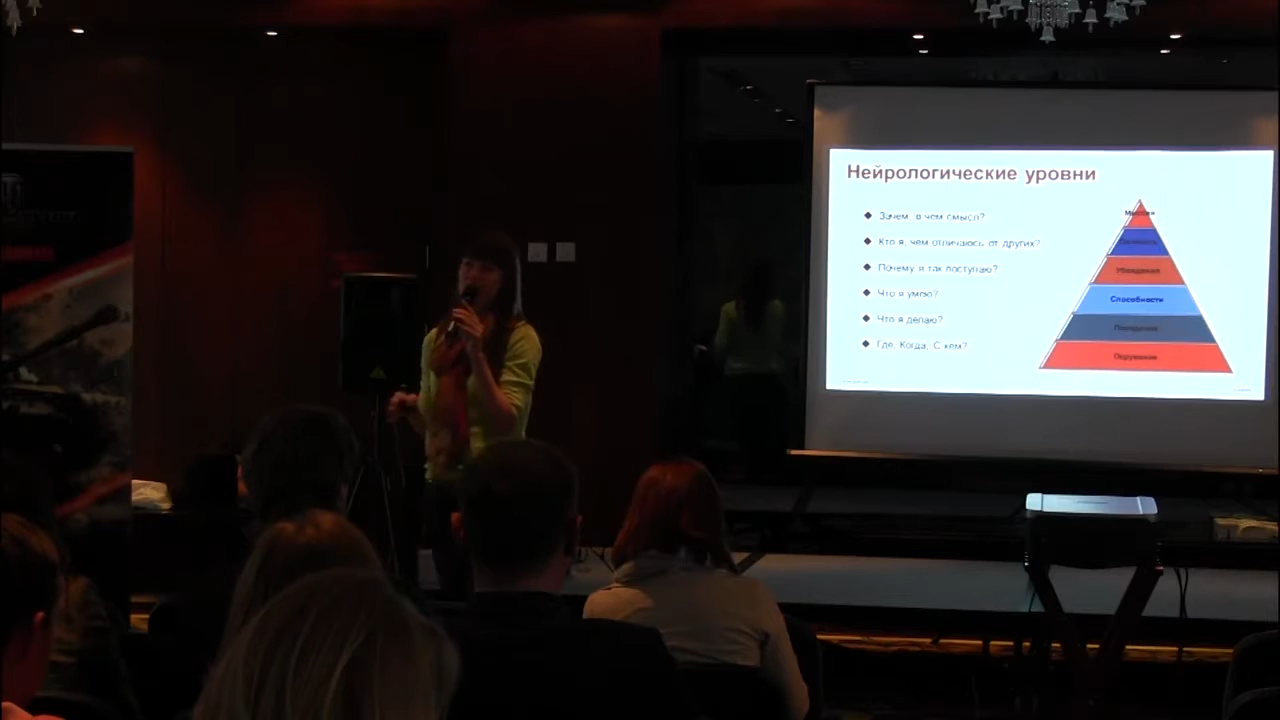 Нейрологические уровни
Зачем, в чем смысл?
Кто я, чем отличаюсь от других?
Почему я так поступаю?
Что я умею?
Что я делаю?
Где, Когда, С кем?
Миссия
Убеждения
Способности
Поведение
Окружение